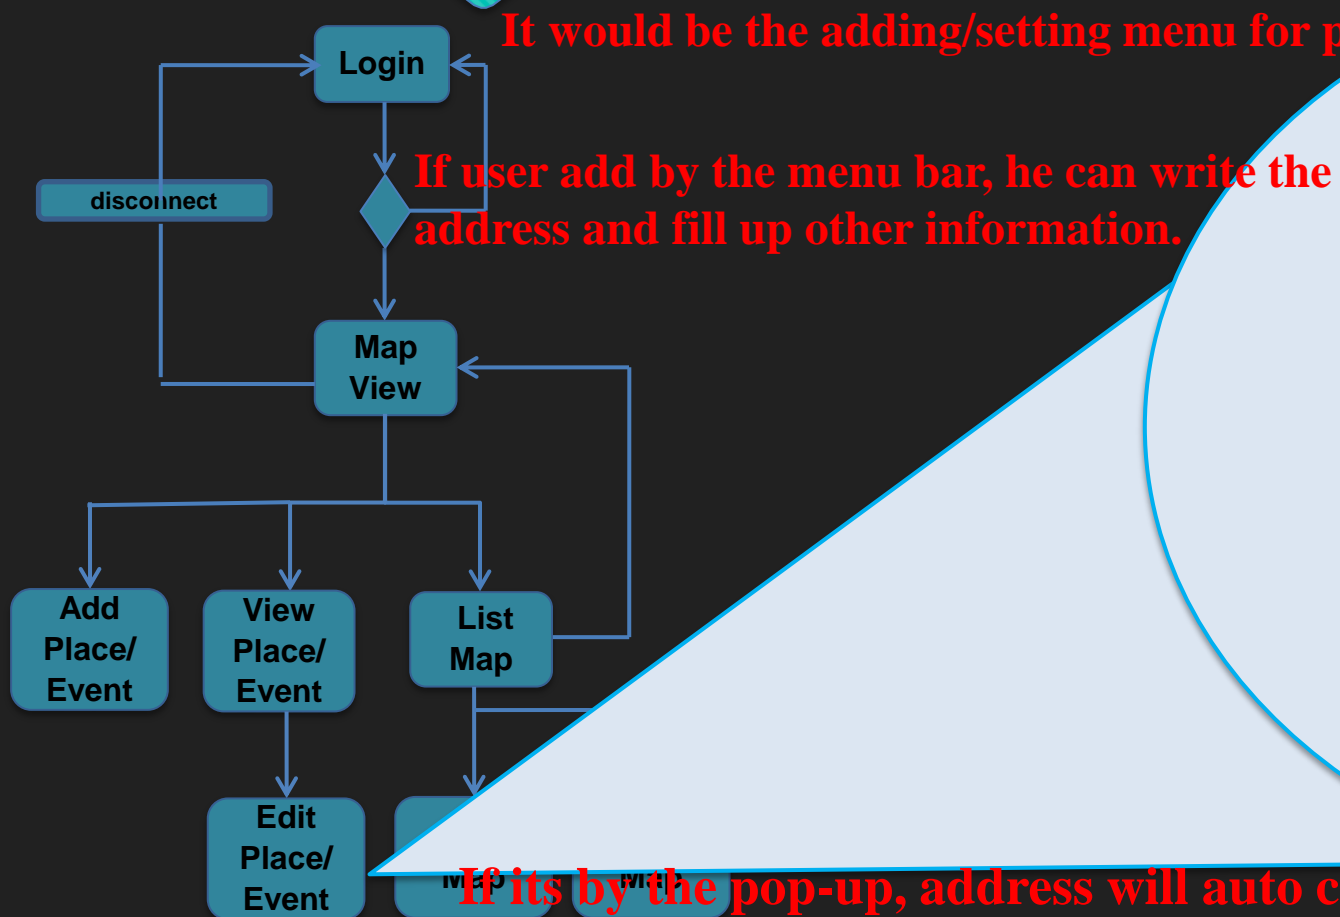 It would be the adding/setting menu for p
Login
If user add by the menu bar, he can write the
address and fill up other information.
disconnect
Map
View
Add
Place/
Event
View
Place/
Event
List
Map
Edit
Place/
Event
Map
Map
If its by the pop-up, address will auto c